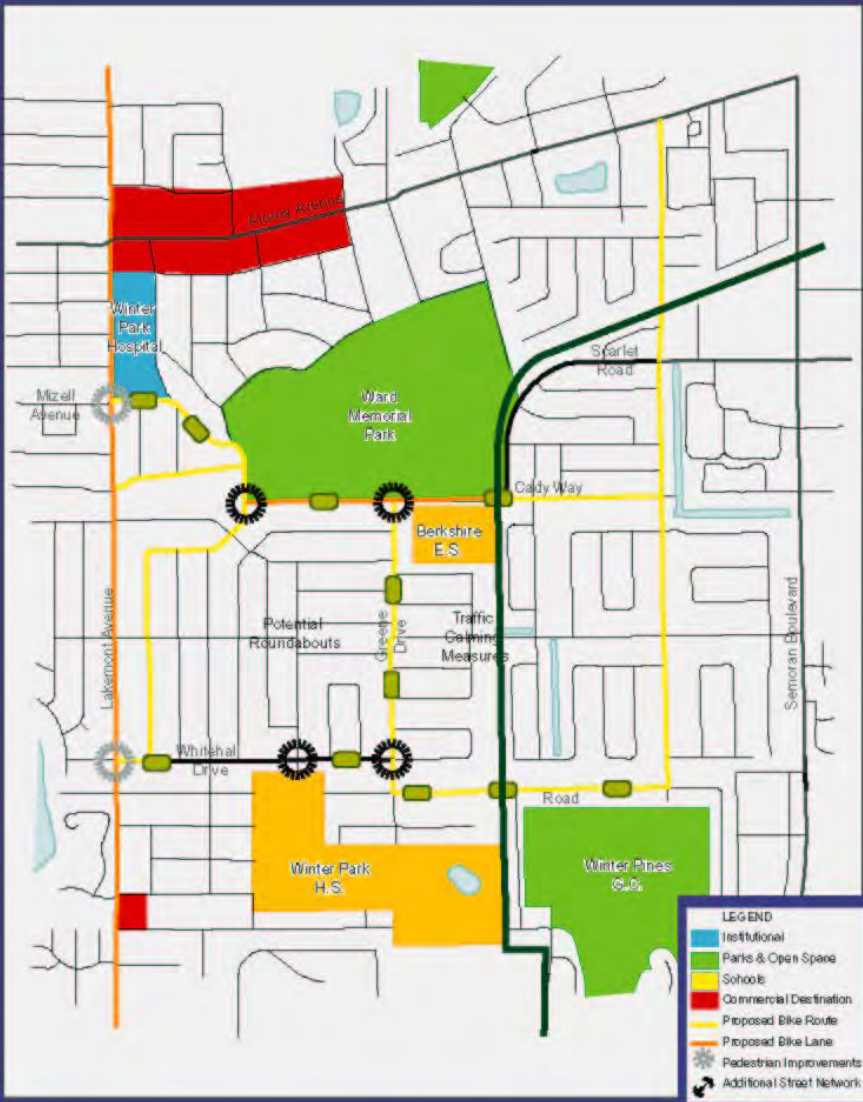 Aloma Avenue
Winter
Park
Hospital
Mizell
Avenue
Ward
Memorial
Park
Scarlet
Road
Cady Way
Berkshire
E.S.
Lakemont Avenue
Potential
Roundabouts
Greene
Drive
Traffic
Calming
Measures
Semoran Boulevard
Whitehal
Drive
Road
Winter Park
H.S.
Winter Pines
G.C.
LEGEND
Institutional
Parks & Open Space
Schools
Commercial Destination
Proposed Bike Route
Proposed Bike Lane
Pedestrian Improvements
Additional Street Network